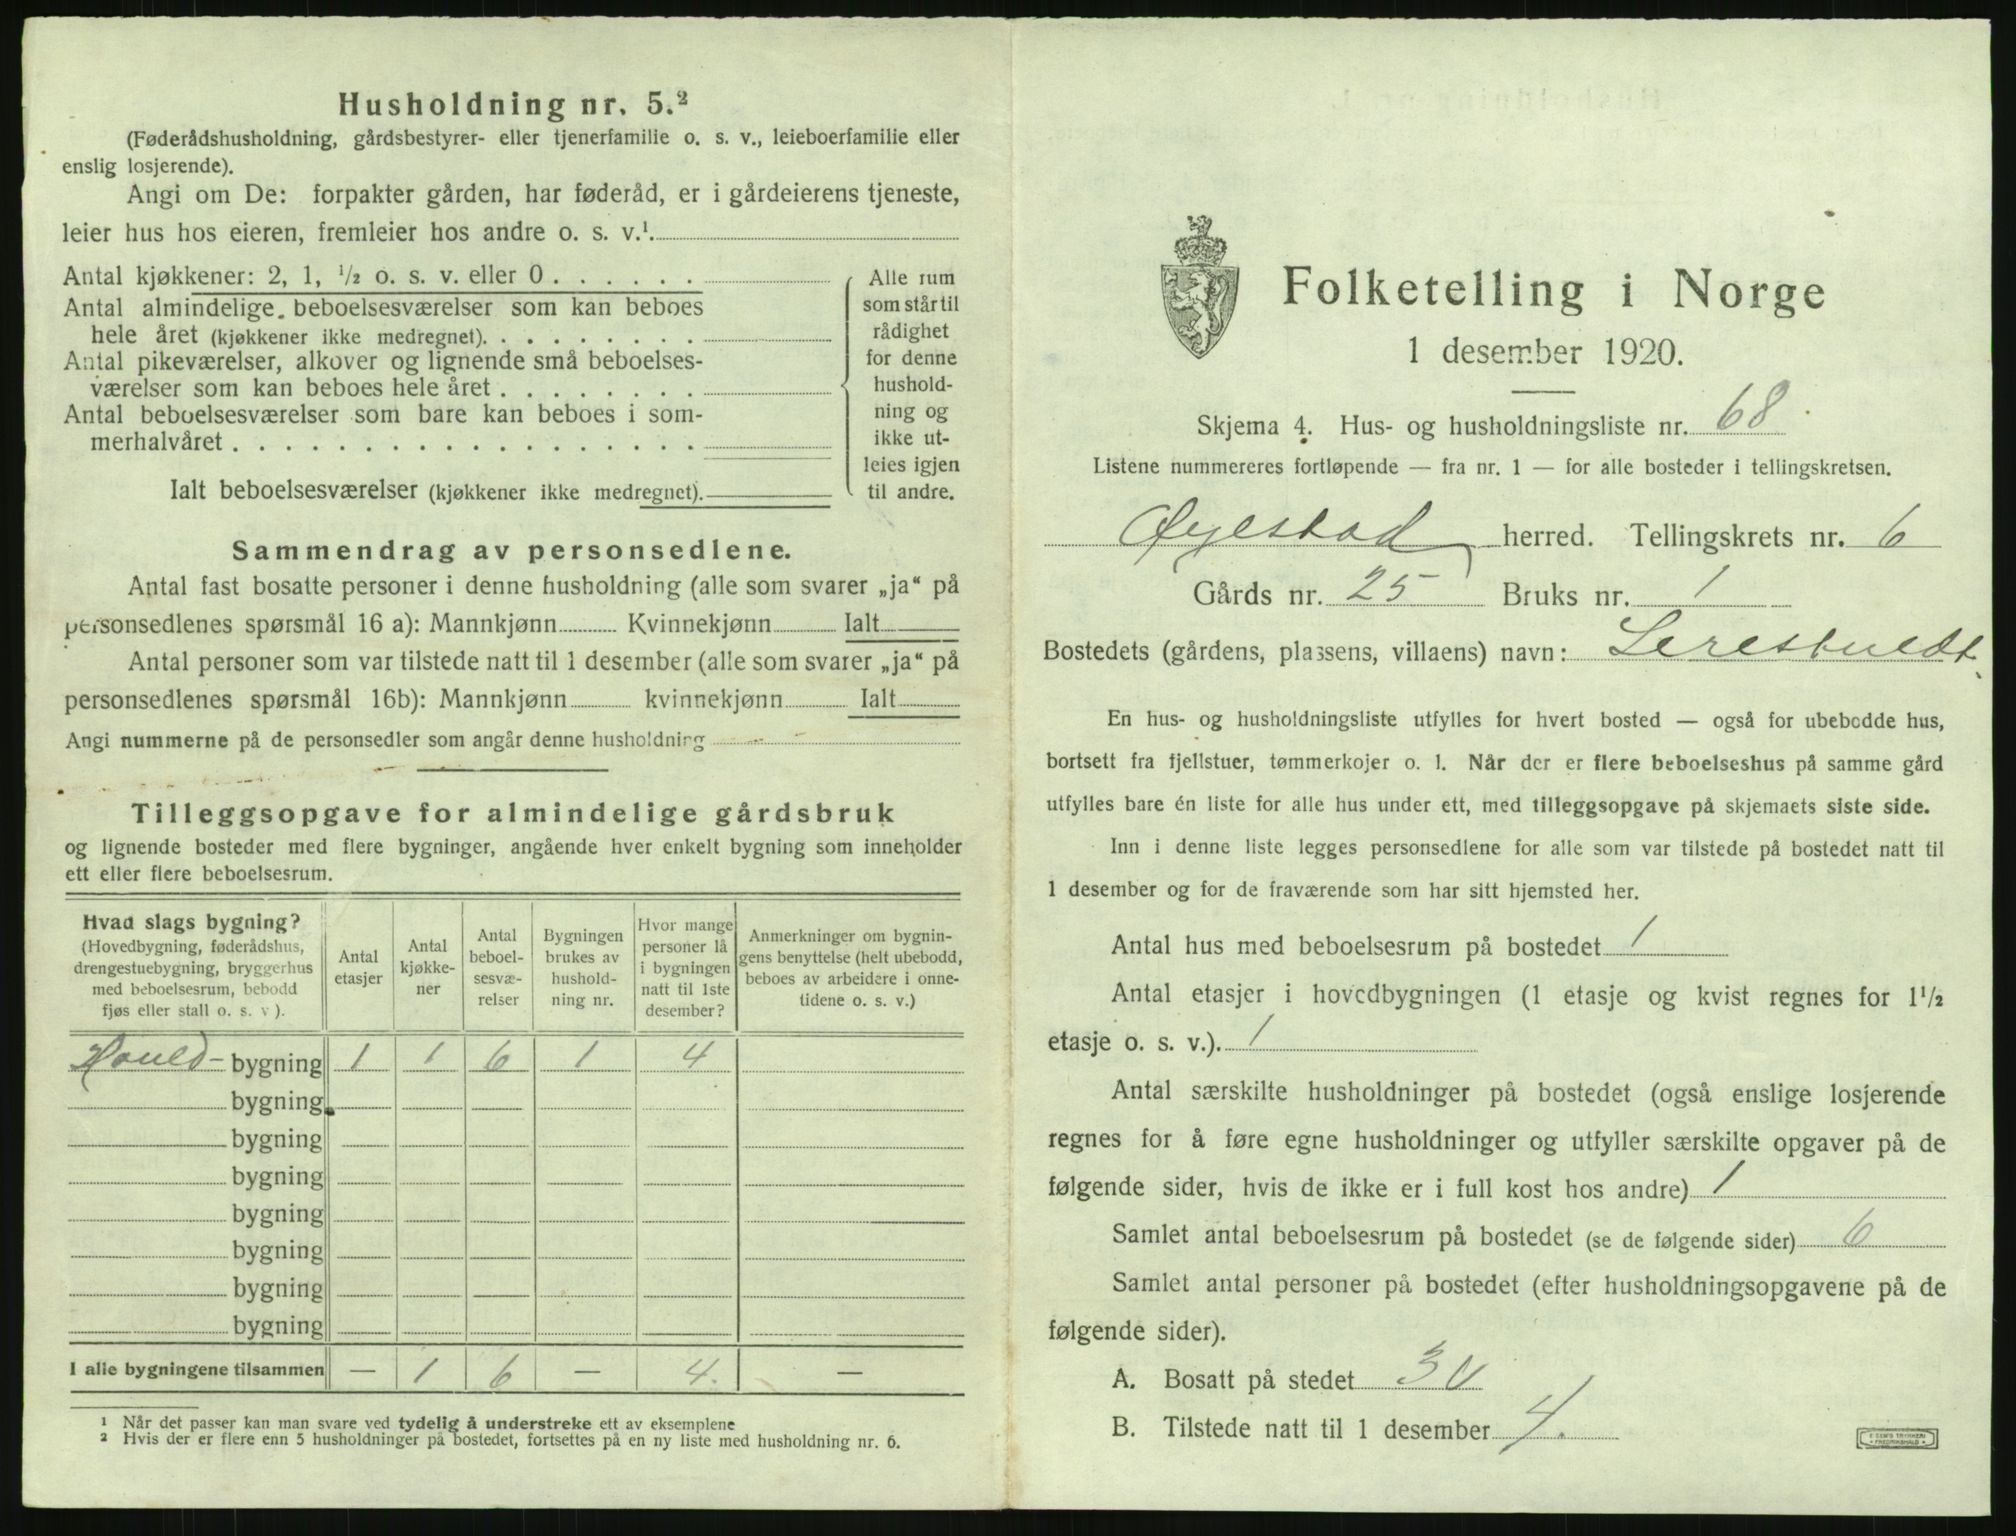 Husholdning nr. 5.²
(Føderådshusholdning, gårdsbestyrer- eller tjenerfamilie o. s. v., leieboerfamilie eller
enslig losjerende).
Angi om De: forpakter gården, har føderåd, er i gårdeierens tjeneste,
leier hus hos eieren, fremleier hos andre o. s. v.¹.
Antal kjøkkener: 2, 1, ¹/₂ o. s. v. eller 0 . . . . . .
Antal almindelige beboelsesværelser som kan beboes
hele året (kjøkkener ikke medregnet). . . . . . . . .
Antal pikeværelser, alkover og lignende små beboelses-
værelser som kan beboes hele året . . . . . . . .
Antal beboelsesværelser som bare kan beboes i som-
merhalvåret . . . . . . . . . . . . . . . . . .
Ialt beboelsesværelser (kjøkkener ikke medregnet).
Alle rum
som står til
rådighet
for denne
hushold-
ning og
ikke ut-
leies igjen
til andre.
Sammendrag av personsedlene.
Antal fast bosatte personer i denne husholdning (alle som svarer „ja“ på
personsedlenes spørsmål 16 a): Mannkjønn Kvinnekjønn Ialt
Antal personer som var tilstede natt til 1 desember (alle som svarer „ja“ på
personsedlenes spørsmål 16b): Mannkjønn kvinnekjønn Ialt
Angi nummerne på de personsedler som angår denne husholdning
Tilleggsopgave for almindelige gårdsbruk
og lignende bosteder med flere bygninger, angående hver enkelt bygning som inneholder
ett eller flere beboelsesrum.
Hvad slags bygning?
(Hovedbygning, føderådshus,
drengestuebygning, bryggerhus
med beboelsesrum, bebodd
fjøs eller stall o. s. v ).
Antal
etasjer
Antal
kjøkke-
ner
Antal
beboel-
sesvæ-
relser
Bygningen
brukes av
hushold-
ning nr.
Hvor mange
personer lå
i bygningen
natt til 1ste
desember?
Anmerkninger om bygnin-
gens benyttelse (helt ubebodd,
beboes av arbeidere i onne-
tidene o. s. v.)
Hould- bygning 1 1 6 1 4
bygning
bygning
bygning
bygning
bygning
bygning
bygning
I alle bygningene tilsammen — 1 6 — 4. —
¹ Når det passer kan man svare ved tydelig å understreke ett av eksemplene
² Hvis der er flere enn 5 husholdninger på bostedet, fortsettes på en ny liste med husholdning nr. 6.
Folketelling i Norge
1 desember 1920.
Skjema 4. Hus- og husholdningsliste nr. 68
Listene nummereres fortløpende — fra nr. 1 — for alle bosteder i tellingskretsen.
Øyestad herred. Tellingskrets nr. 6
Gårds nr. 25 Bruks nr. 1
Bostedets (gårdens, plassens, villaens) navn: Lerestvedt
En hus- og husholdningsliste utfylles for hvert bosted — også for ubebodde hus,
bortsett fra fjellstuer, tømmerkojer o. l. Når der er flere beboelseshus på samme gård
utfylles bare én liste for alle hus under ett, med tilleggsopgave på skjemaets siste side.
Inn i denne liste legges personsedlene for alle som var tilstede på bostedet natt til
1 desember og for de fraværende som har sitt hjemsted her.
Antal hus med beboelsesrum på bostedet 1
Antal etasjer i hovedbygningen (1 etasje og kvist regnes for 1¹/₂
etasje o. s. v.). 1
Antal særskilte husholdninger på bostedet (også enslige losjerende
regnes for å føre egne husholdninger og utfyller særskilte opgaver på de
følgende sider, hvis de ikke er i full kost hos andre) 1
Samlet antal beboelsesrum på bostedet (se de følgende sider) 6
Samlet antal personer på bostedet (efter husholdningsopgavene på de
følgende sider).
A. Bosatt på stedet 3
B. Tilstede natt til 1 desember 4.